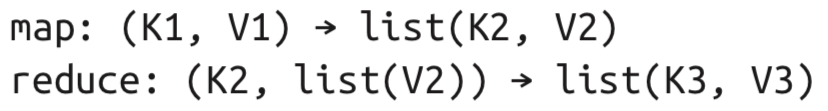 map: (K1, V1) → list(K2, V2)
reduce: (K2, list(V2)) → list(K3, V3)